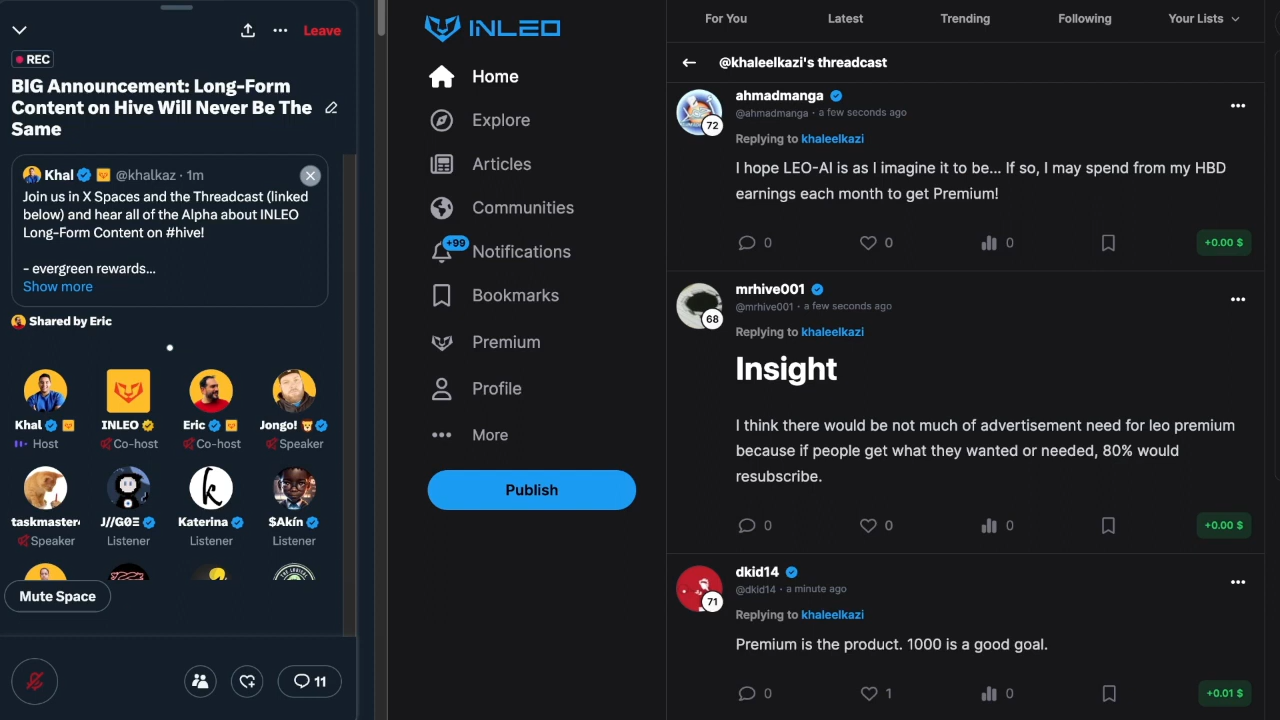 Leave
REC
BIG Announcement: Long-Form
Content on Hive Will Never Be The
Same
Khal @khalkaz · 1m
Join us in X Spaces and the Threadcast (linked
below) and hear all of the Alpha about INLEO
Long-Form Content on #hive!
- evergreen rewards...
Show more
Shared by Eric
Khal INLEO Eric Jongo!
Host Co-host Co-host Speaker
taskmaster J//GΘΞ Katerina $Akín
Speaker Listener Listener Listener
Mute Space
11
INLEO
Home
Explore
Articles
Communities
+99
Notifications
Bookmarks
Premium
Profile
More
Publish
For You Latest Trending Following Your Lists
@khaleelkazi's threadcast
ahmadmanga
@ahmadmanga · a few seconds ago
72
Replying to khaleelkazi
I hope LEO-AI is as I imagine it to be... If so, I may spend from my HBD
earnings each month to get Premium!
0 0 0 +0.00 $
mrhive001
@mrhive001 · a few seconds ago
68
Replying to khaleelkazi
Insight
I think there would be not much of advertisement need for leo premium
because if people get what they wanted or needed, 80% would
resubscribe.
0 0 0 +0.00 $
dkid14
@dkid14 · a minute ago
71
Replying to khaleelkazi
Premium is the product. 1000 is a good goal.
0 1 0 +0.01 $